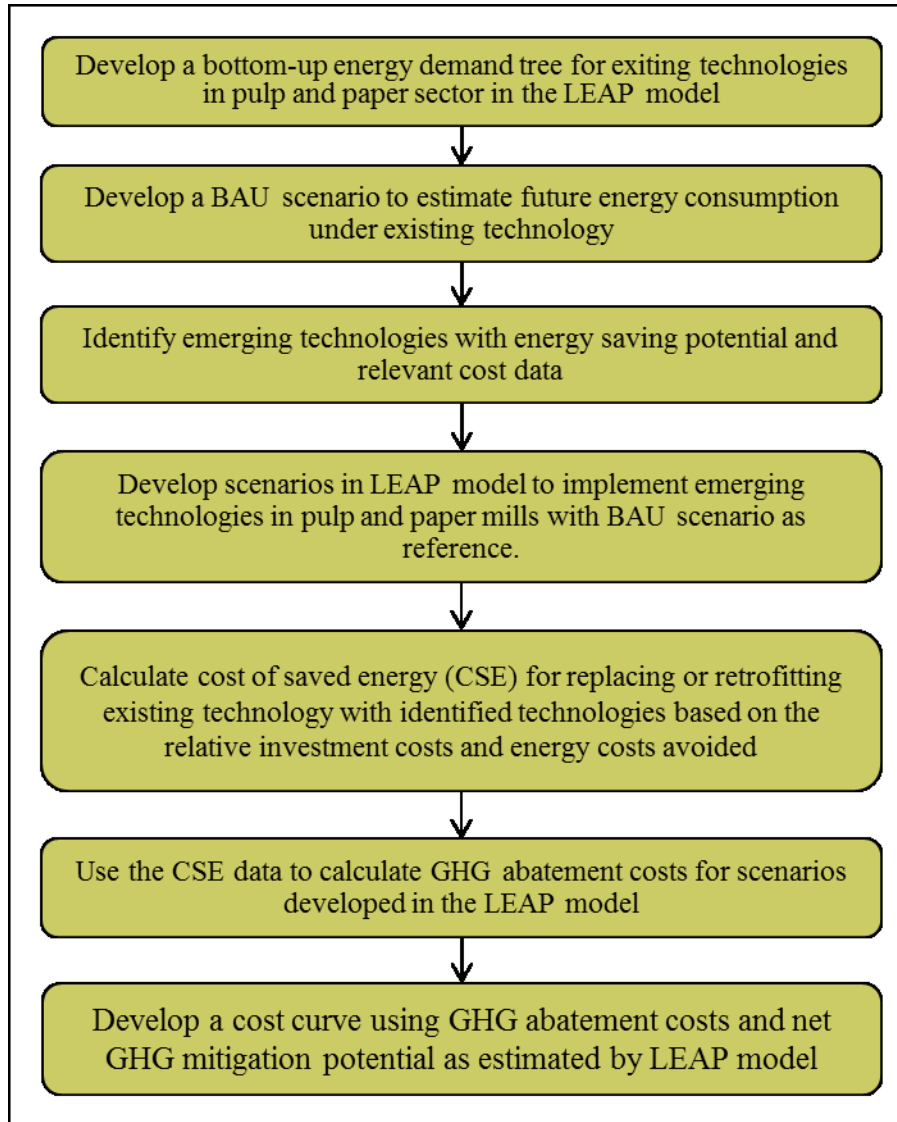 Develop a bottom-up energy demand tree for exiting technologies
in pulp and paper sector in the LEAP model
Develop a BAU scenario to estimate future energy consumption
under existing technology
Identify emerging technologies with energy saving potential and
relevant cost data
Develop scenarios in LEAP model to implement emerging
technologies in pulp and paper mills with BAU scenario as
reference.
Calculate cost of saved energy (CSE) for replacing or retrofitting
existing technology with identified technologies based on the
relative investment costs and energy costs avoided
Use the CSE data to calculate GHG abatement costs for scenarios
developed in the LEAP model
Develop a cost curve using GHG abatement costs and net
GHG mitigation potential as estimated by LEAP model